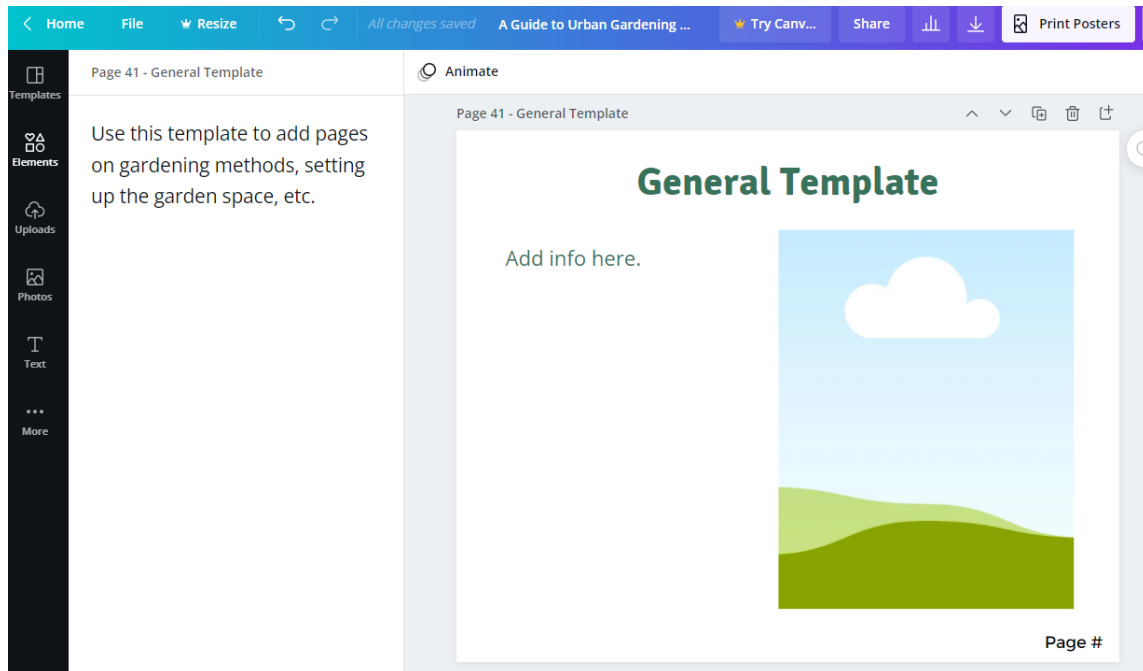 Home File Resize All changes saved A Guide to Urban Gardening ... Try Canv... Share Print Posters
Templates
Elements
Uploads
Photos
Text
More
Page 41 - General Template
Use this template to add pages
on gardening methods, setting
up the garden space, etc.
Animate
Page 41 - General Template
General Template
Add info here.
Page #